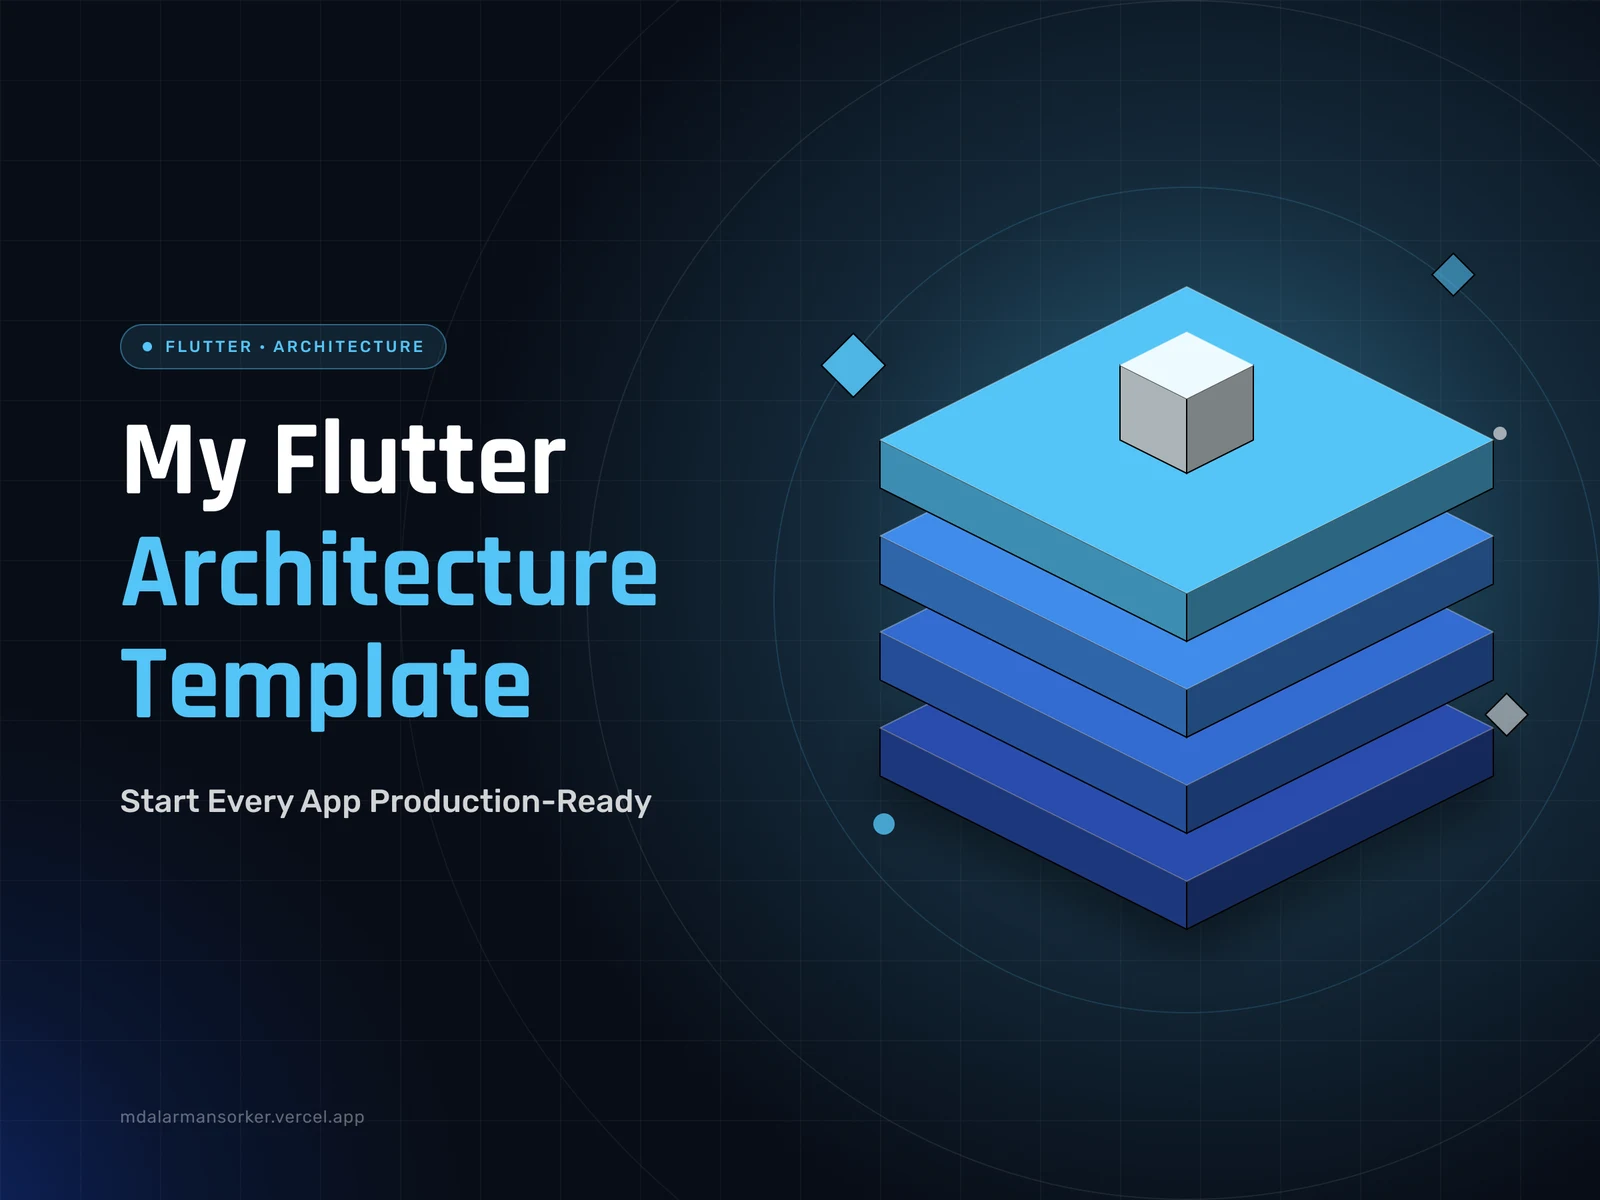 FLUTTER · ARCHITECTURE
My Flutter
Architecture
Template
Start Every App Production-Ready
mdalarmansorker.vercel.app